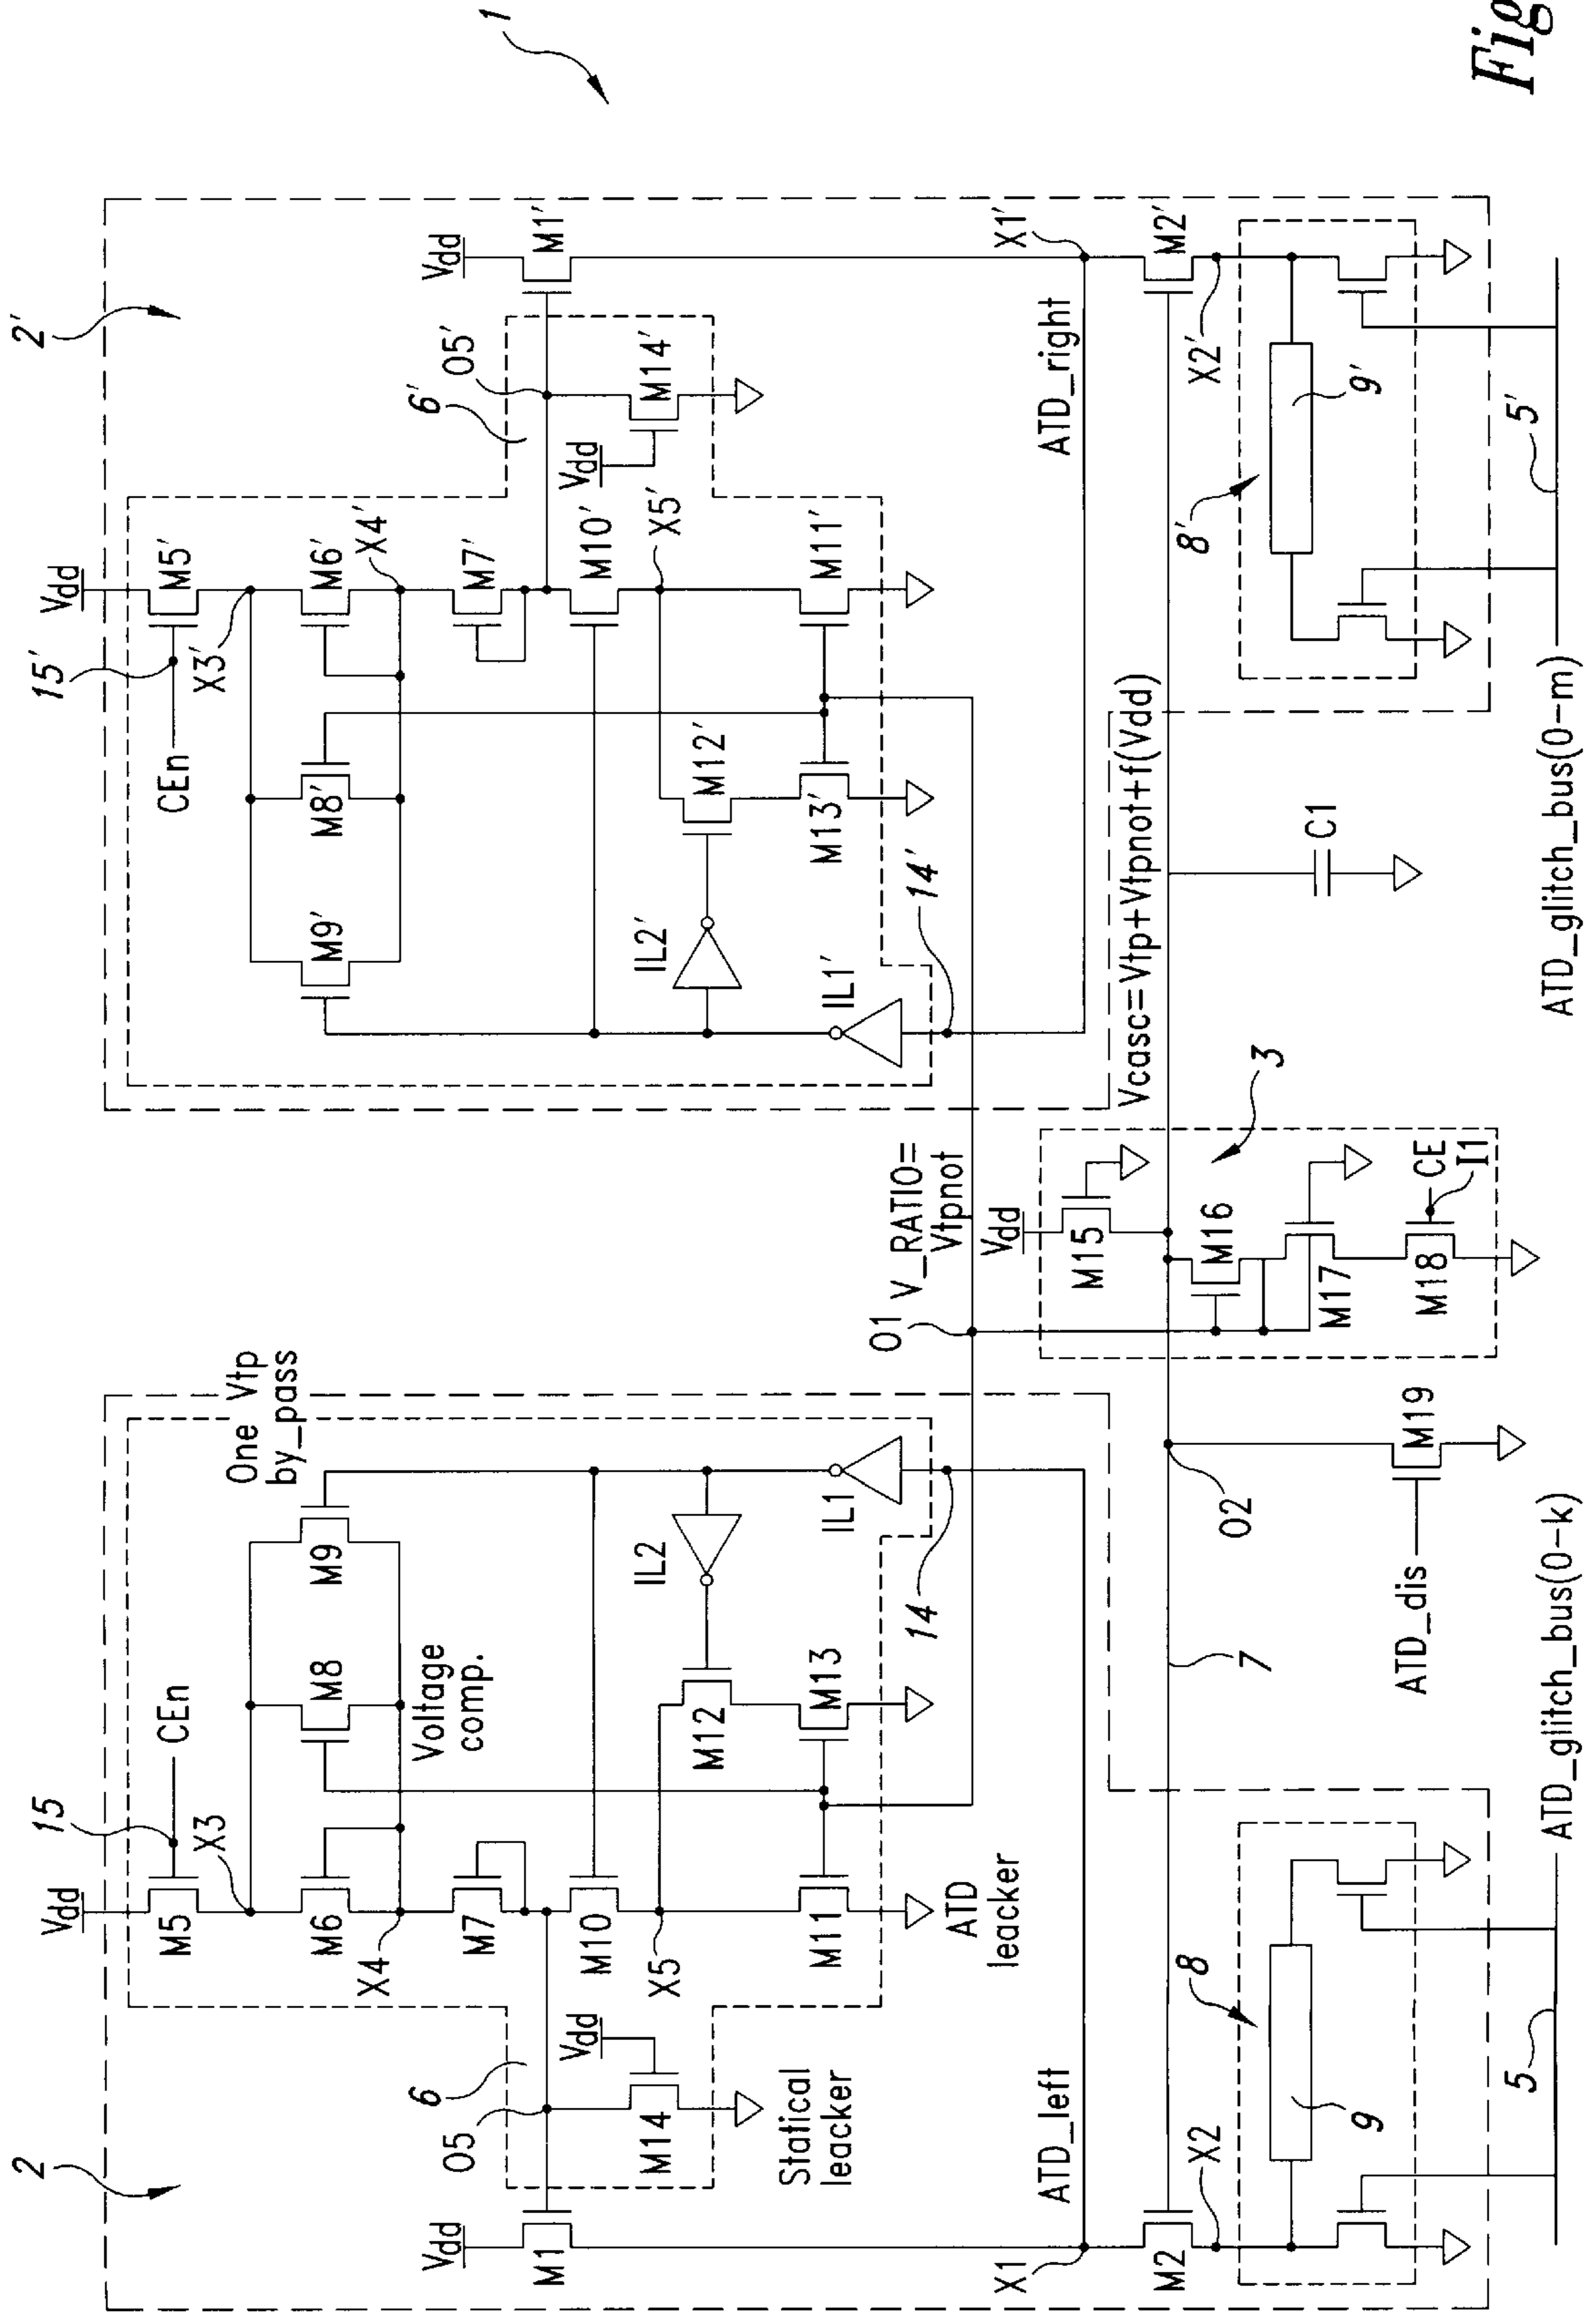 1
Fig
2'
2
Vdd
15'
M5'
CEn
X3'
M6'
X4'
M8'
M9'
M7'
6'
05'
Vdd
M1'
M10'
Vdd
M14'
X5'
M12'
IL2'
M13'
M11'
IL1'
14'
ATD_right
X1'
M2'
X2'
8'
9'
5'
ATD_glitch_bus(0-m)
Vcasc=Vtp+Vtpnot+f(Vdd)
C1
3
V_RATIO=
Vtpnot
01
Vdd
M15
M16
M17
M18
CE
I1
02
M19
ATD_dis
7
One Vtp
by_pass
Vdd
15
CEn
M5
X3
M6
X4
M8
M9
Voltage
comp.
M7
6
05
Vdd
M1
M10
Vdd
M14
Statical
leacker
X5
M12
IL2
M13
M11
IL1
14
ATD
leacker
ATD_left
X1
M2
X2
8
9
5
ATD_glitch_bus(0-k)